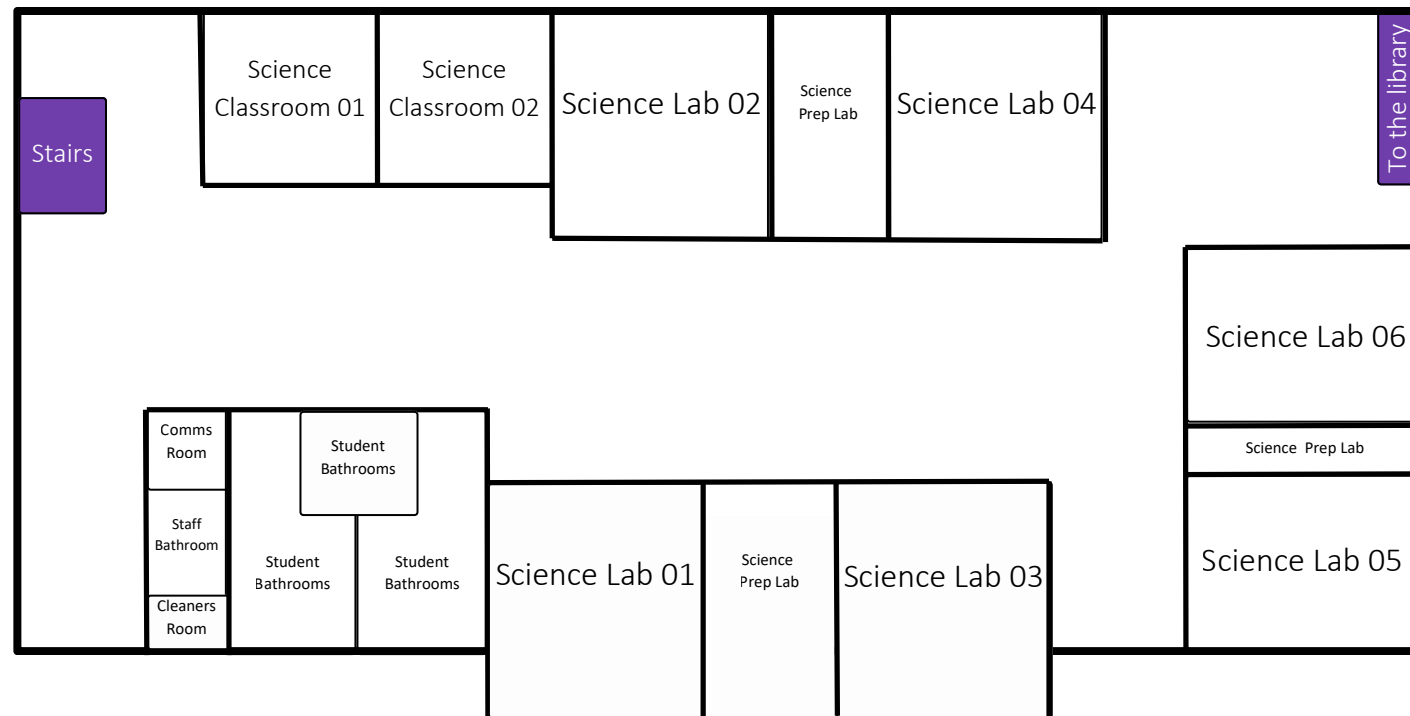 Science
Classroom 01
Science
Classroom 02
Science Lab 02
Science
Prep Lab
Science Lab 04
To the library
Stairs
Science Lab 06
Comms
Room
Student
Bathrooms
Science Prep Lab
Staff
Bathroom
Student
Bathrooms
Student
Bathrooms
Science Lab 01
Science
Prep Lab
Science Lab 03
Science Lab 05
Cleaners
Room